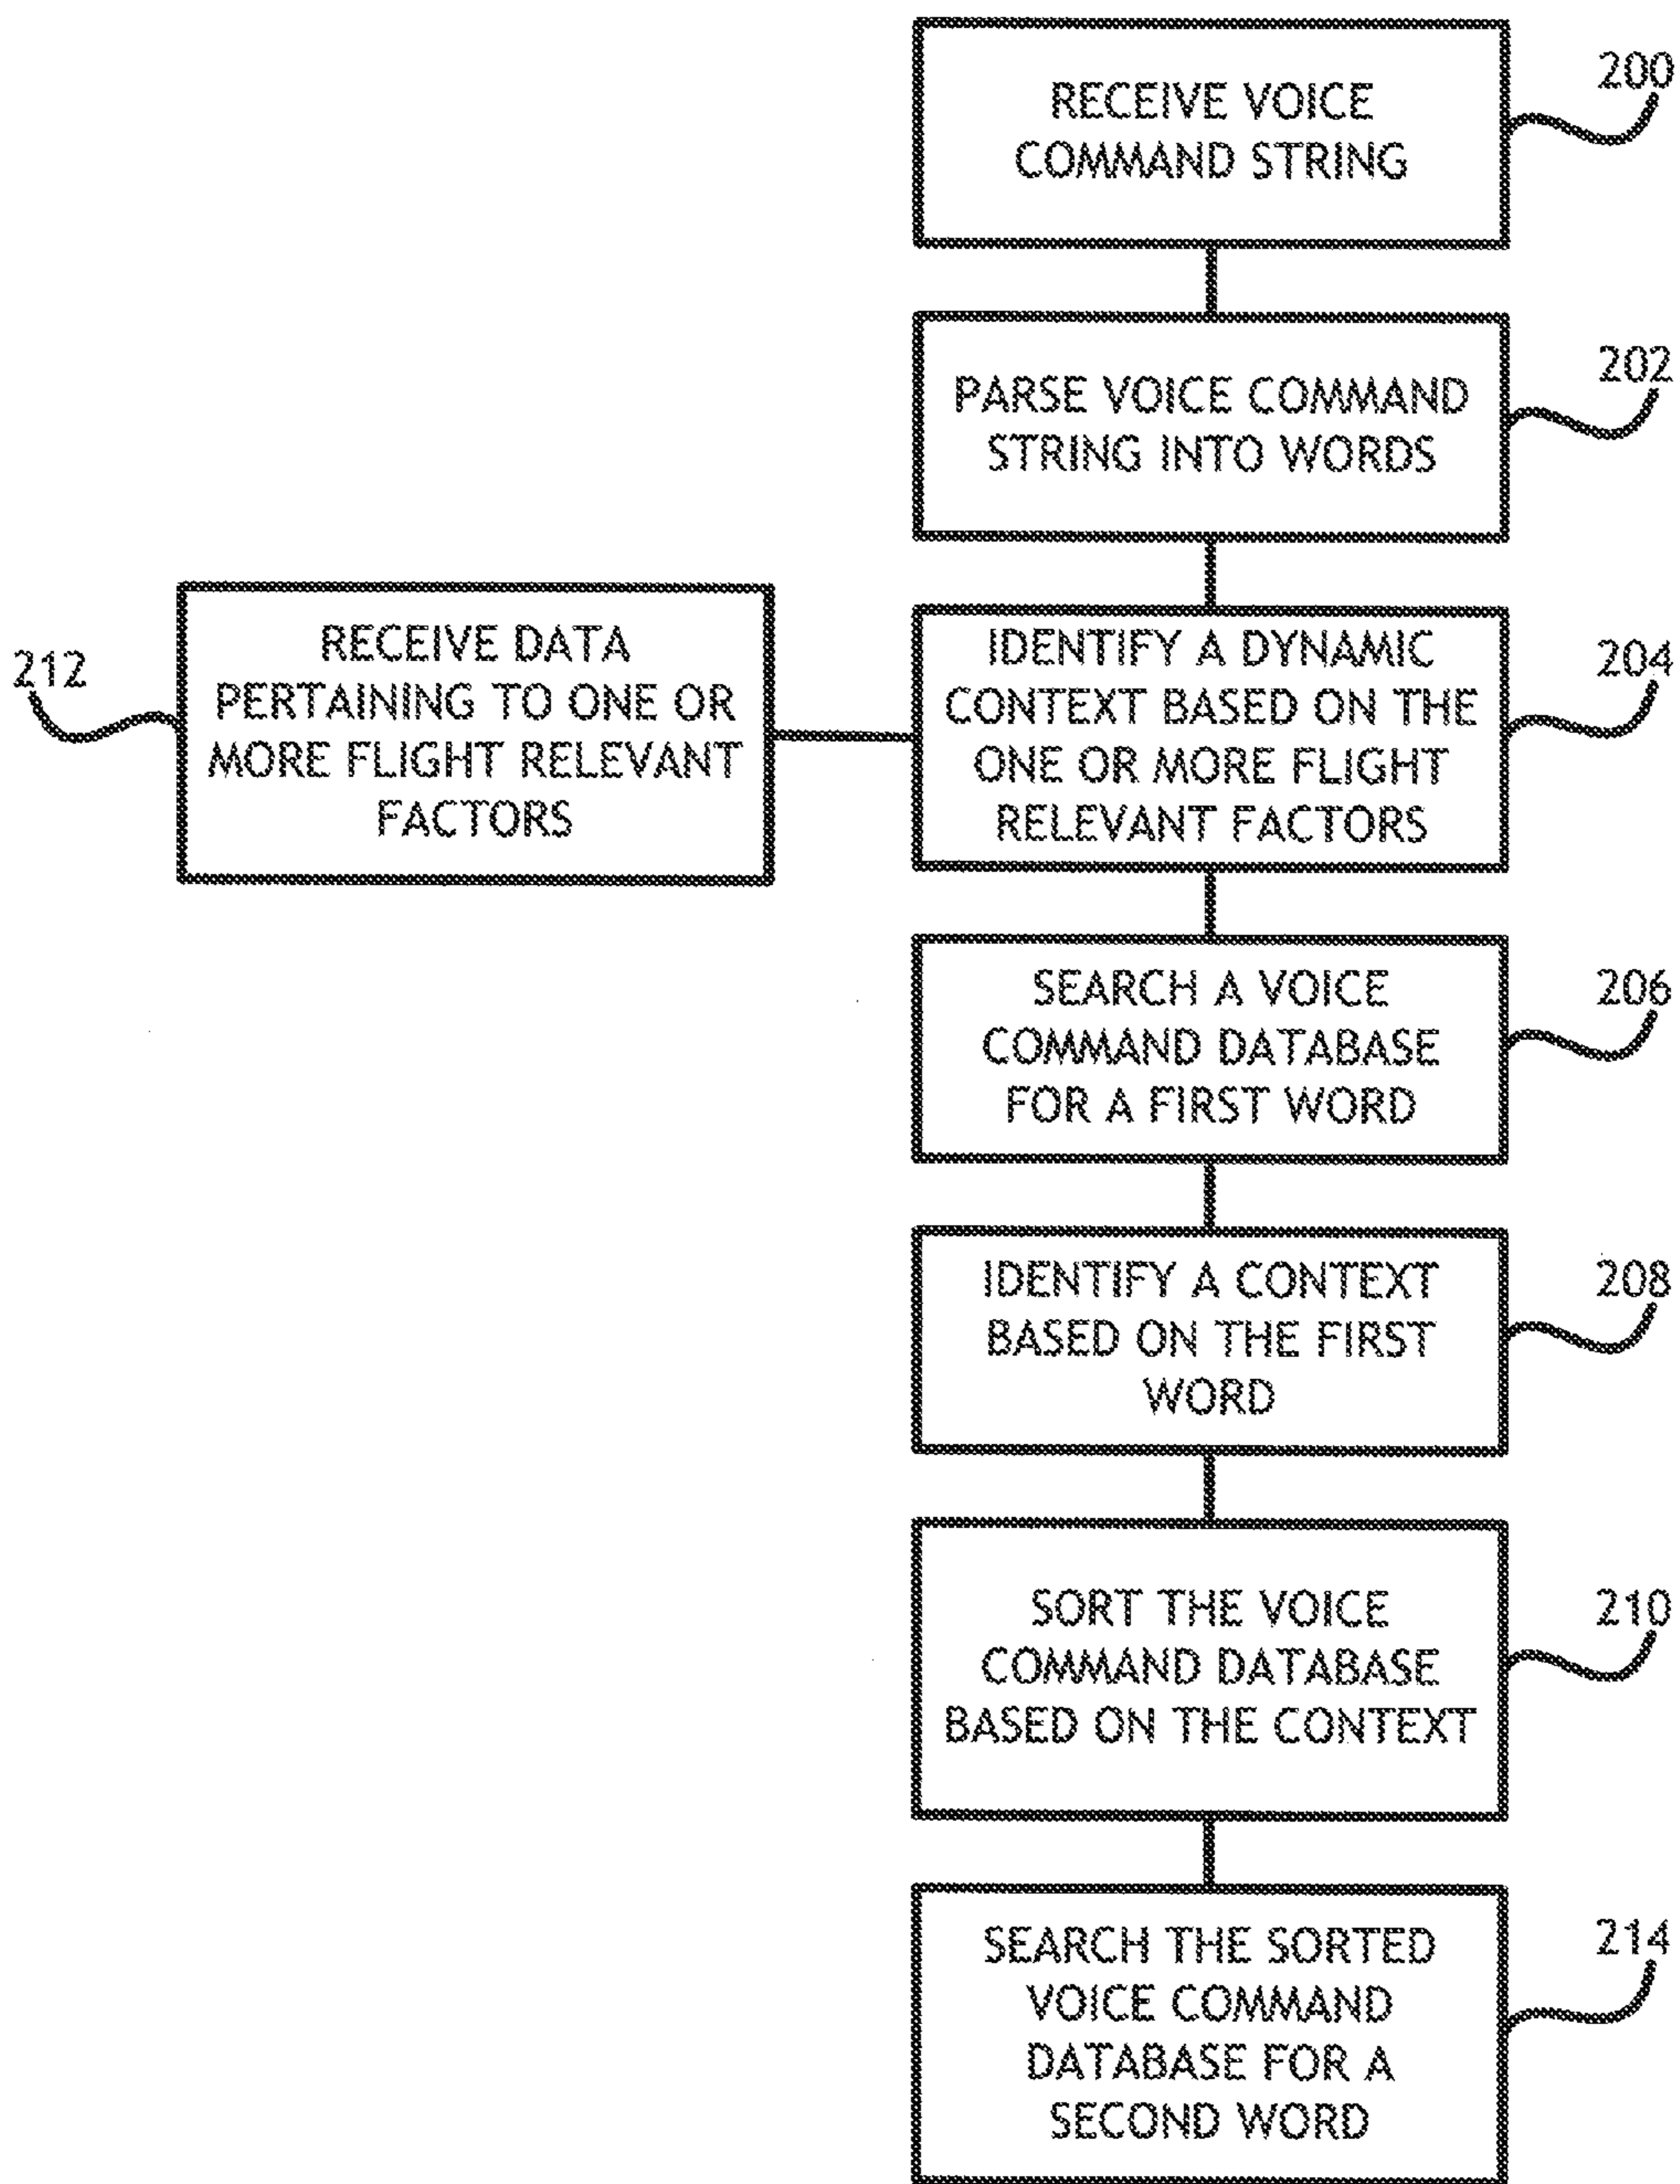 RECEIVE VOICE
COMMAND STRING
200
PARSE VOICE COMMAND
STRING INTO WORDS
202
212
RECEIVE DATA
PERTAINING TO ONE OR
MORE FLIGHT RELEVANT
FACTORS
IDENTIFY A DYNAMIC
CONTEXT BASED ON THE
ONE OR MORE FLIGHT
RELEVANT FACTORS
204
SEARCH A VOICE
COMMAND DATABASE
FOR A FIRST WORD
206
IDENTIFY A CONTEXT
BASED ON THE FIRST
WORD
208
SORT THE VOICE
COMMAND DATABASE
BASED ON THE CONTEXT
210
SEARCH THE SORTED
VOICE COMMAND
DATABASE FOR A
SECOND WORD
214